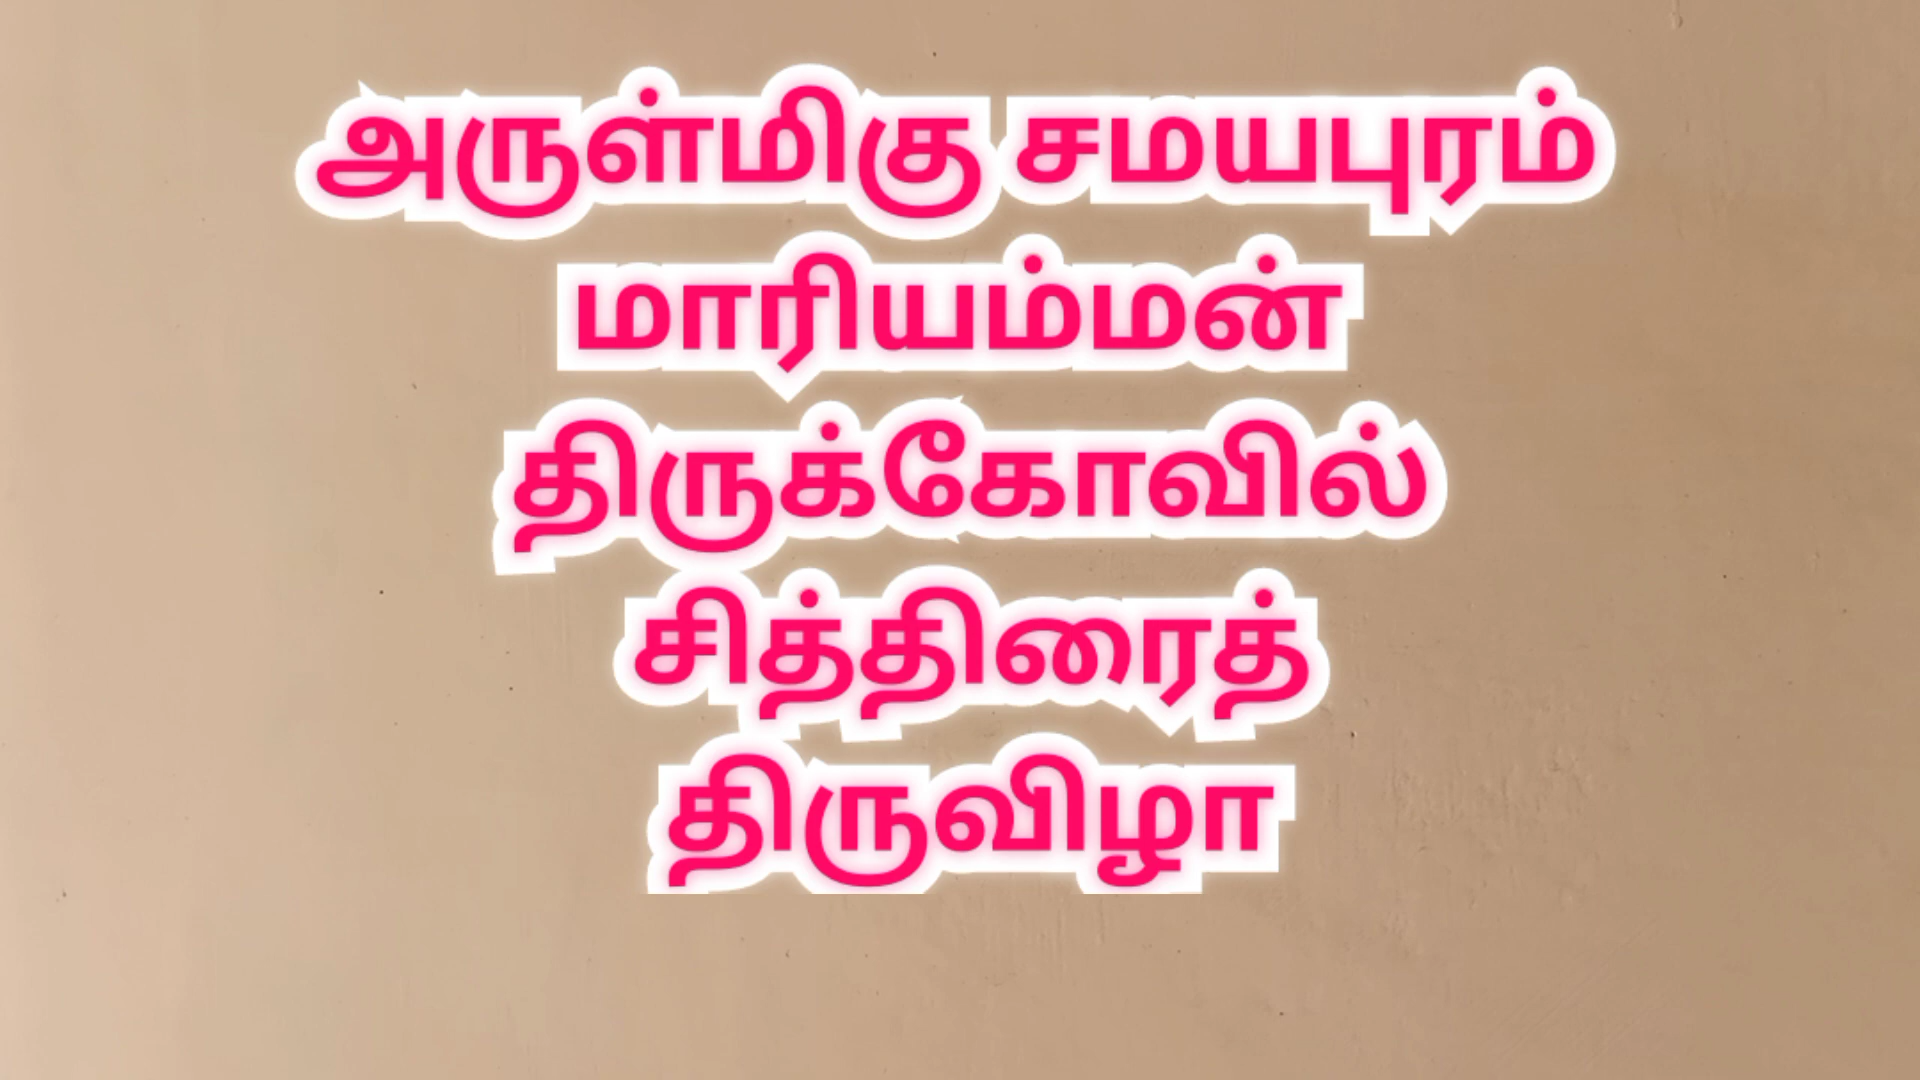 அருள்மிகு சமயபுரம்
மாரியம்மன்
திருக்கோவில்
சித்திரைத்
திருவிழா